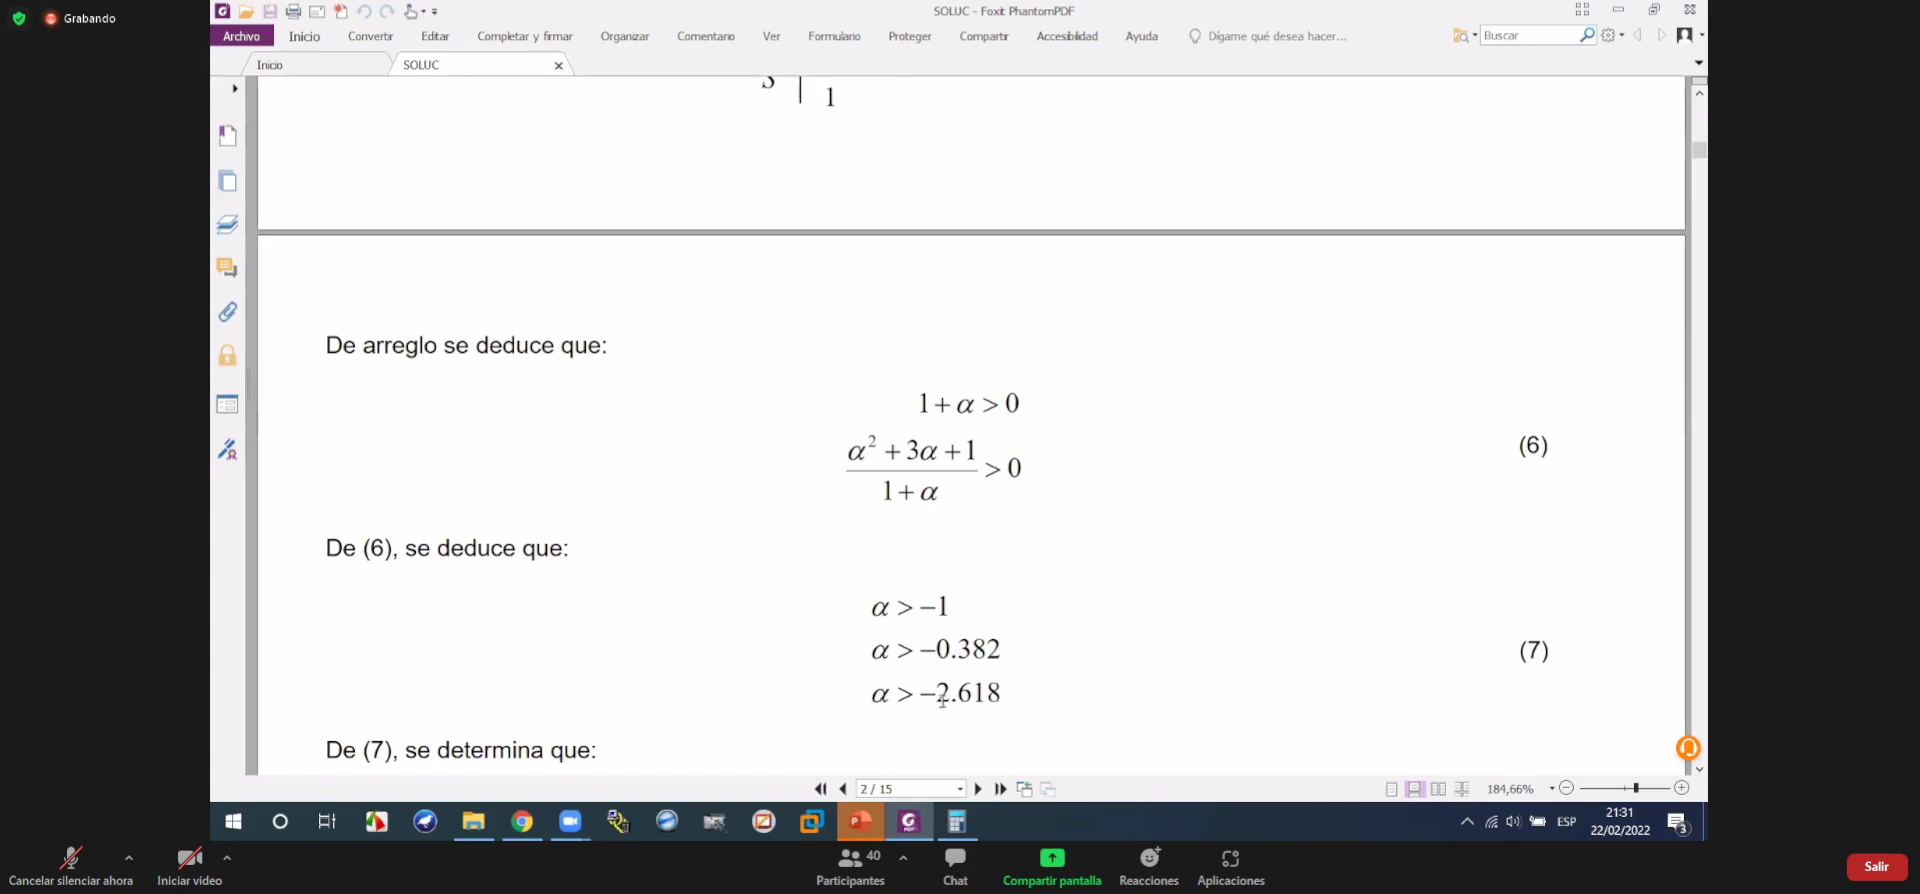 Grabando
SOLUC - Foxit PhantomPDF
Archivo Inicio Convertir Editar Completar y firmar Organizar Comentario Ver Formulario Proteger Compartir Accesibilidad Ayuda Dígame qué desea hacer... Buscar
Inicio SOLUC
1
De arreglo se deduce que:
1+α > 0
α² + 3α + 1
> 0
1+α
(6)
De (6), se deduce que:
α > −1
α > −0.382
(7)
α > −2.618
De (7), se determina que:
2 / 15
184,66%
21:31
ESP
22/02/2022
3
40
Cancelar silenciar ahora Iniciar video Participantes Chat Compartir pantalla Reacciones Aplicaciones Salir